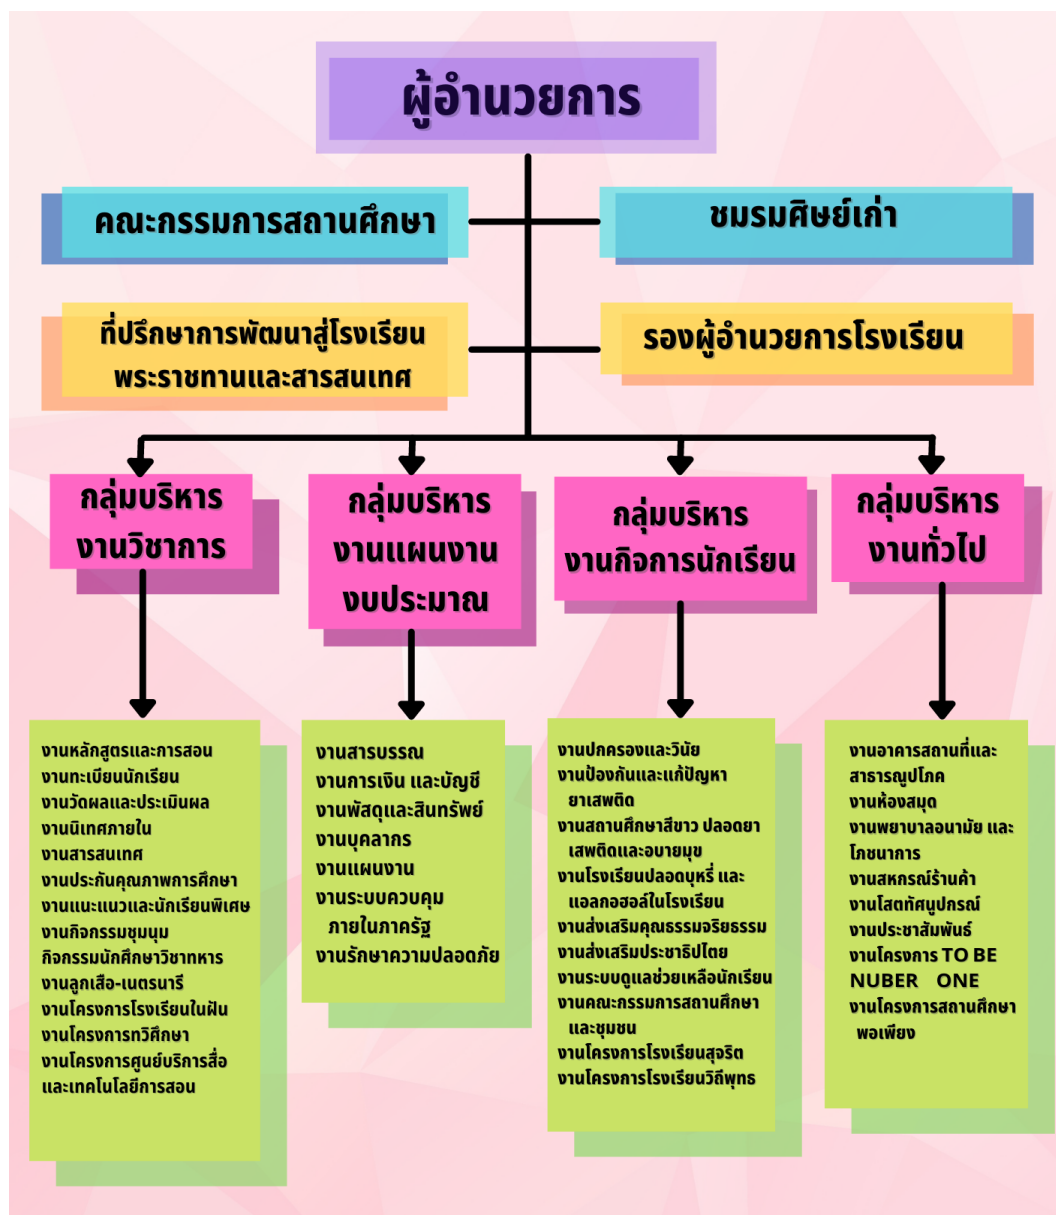 ผู้อำนวยการ
คณะกรรมการสถานศึกษา
ชมรมศิษย์เก่า
ที่ปรึกษาการพัฒนาสู่โรงเรียน
พระราชทานและสารสนเทศ
รองผู้อำนวยการโรงเรียน
กลุ่มบริหาร
งานวิชาการ
กลุ่มบริหาร
งานแผนงาน
งบประมาณ
กลุ่มบริหาร
งานกิจการนักเรียน
กลุ่มบริหาร
งานทั่วไป
งานหลักสูตรและการสอน
งานทะเบียนนักเรียน
งานวัดผลและประเมินผล
งานนิเทศภายใน
งานสารสนเทศ
งานประกันคุณภาพการศึกษา
งานแนะแนวและนักเรียนพิเศษ
งานกิจกรรมชุมนุม
กิจกรรมนักศึกษาวิชาทหาร
งานลูกเสือ-เนตรนารี
งานโครงการโรงเรีในฝัน
งานโครงการทวิศึกษา
งานโครงการศูนย์บริการสื่อ
และเทคโนโลยีการสอน
งานสารบรรณ
งานการเงิน และบัญชี
งานพัสดุและสินทรัพย์
งานบุคลากร
งานแผนงาน
งานระบบควบคุม
ภายในภาครัฐ
งานรักษาความปลอดภัย
งานปกครองและวินัย
งานป้องกันและแก้ปัญหา
ยาเสพติด
งานสถานศึกษาสีขาว ปลอดยา
เสพติดและอบายมุข
งานโรงเรียนปลอดบุหรี่ และ
แอลกอฮอล์ในโรงเรียน
งานส่งเสริมคุณธรรมจริยธรรม
งานส่งเสริมประชาธิปไตย
งานระบบดูแลช่วยเหลือนักเรียน
งานคณะกรรมการสถานศึกษา
และชุมชน
งานโครงการโรงเรียนสุจริต
งานโครงการโรงเรียนวิถีพุทธ
งานอาคารสถานที่และ
สาธารณูปโภค
งานห้องสมุด
งานพยาบาลอนามัย และ
โภชนาการ
งานสหกรณ์ร้านค้า
งานโสตทัศนูปกรณ์
งานประชาสัมพันธ์
งานโครงการ TO BE
NUBER ONE
งานโครงการสถานศึกษา
พอเพียง